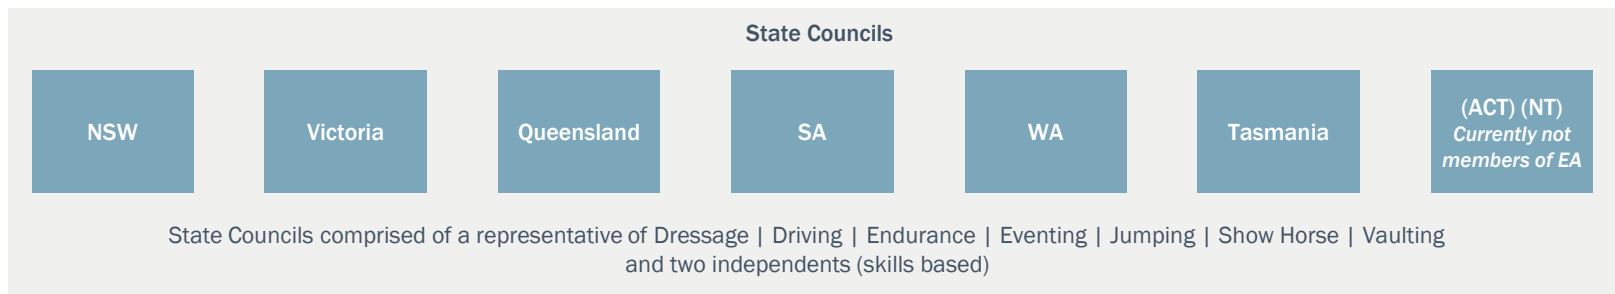 State Councils
NSW
Victoria
Queensland
SA
WA
Tasmania
(ACT) (NT)
Currently not
members of EA
State Councils comprised of a representative of Dressage | Driving | Endurance | Eventing | Jumping | Show Horse | Vaulting
and two independents (skills based)